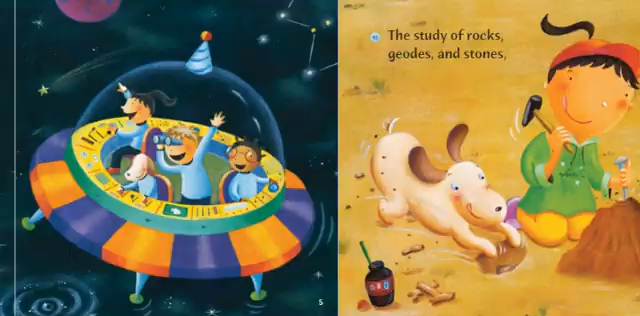 5
The study of rocks,
geodes, and stones,